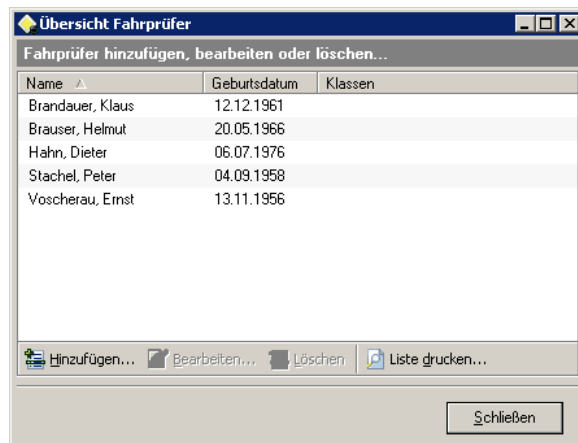 Übersicht Fahrprüfer
Fahrprüfer hinzufügen, bearbeiten oder löschen...
Name Geburtsdatum Klassen
Brandauer, Klaus 12.12.1961
Brauser, Helmut 20.05.1966
Hahn, Dieter 06.07.1976
Stachel, Peter 04.09.1958
Voscherau, Ernst 13.11.1956
Hinzufügen... Bearbeiten... Löschen Liste drucken...
Schließen